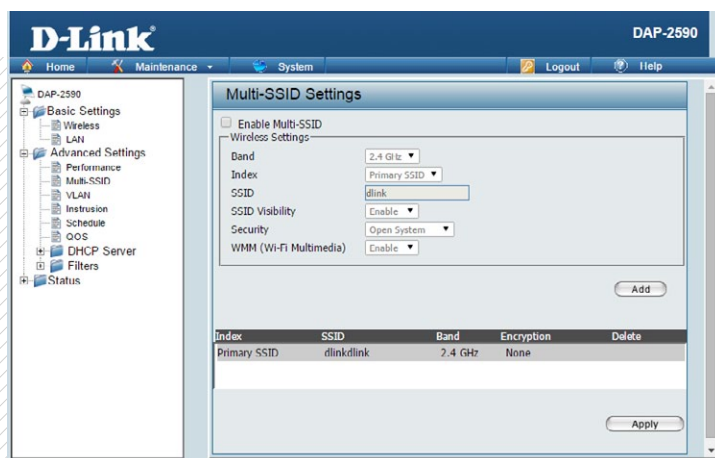 D-Link
DAP-2590
Home Maintenance System Logout Help
DAP-2590
Basic Settings
Wireless
LAN
Advanced Settings
Performance
Multi-SSID
VLAN
Instrusion
Schedule
QOS
DHCP Server
Filters
Status
Multi-SSID Settings
Enable Multi-SSID
Wireless Settings
Band 2.4 GHz
Index Primary SSID
SSID dlink
SSID Visibility Enable
Security Open System
WMM (Wi-Fi Multimedia) Enable
Add
Index SSID Band Encryption Delete
Primary SSID dlinkdlink 2.4 GHz None
Apply